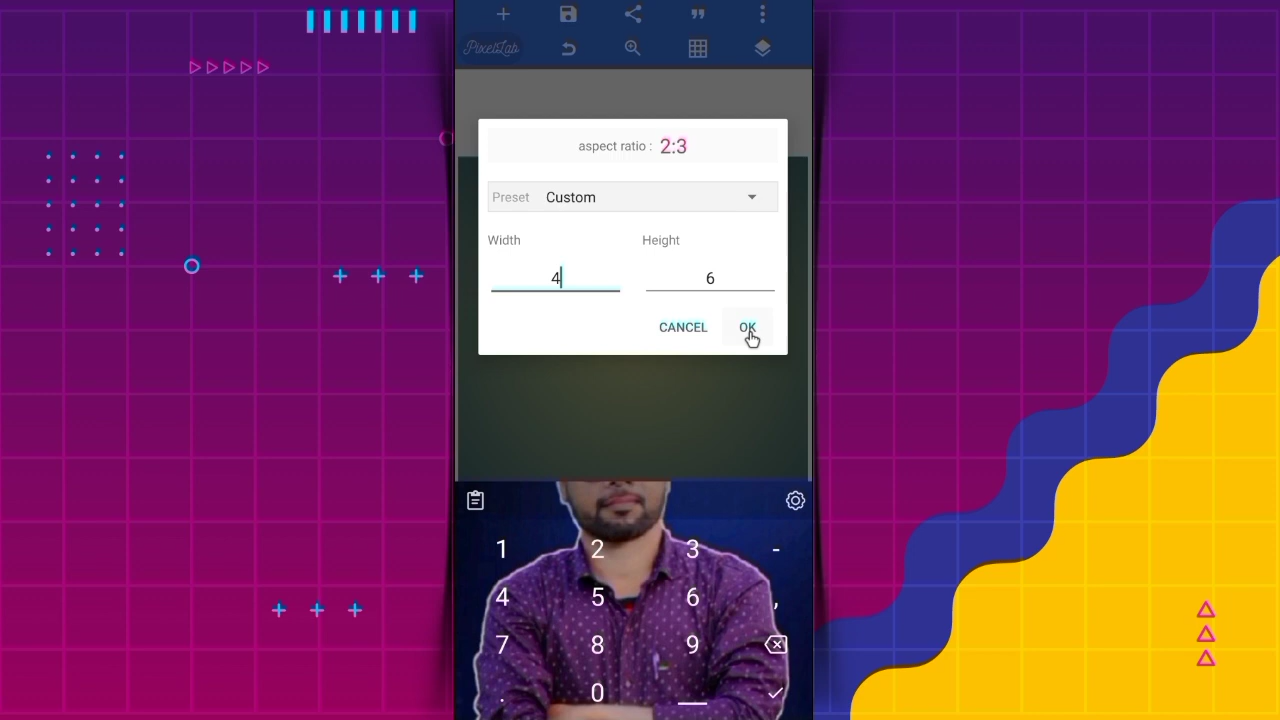 PixelLab
aspect ratio : 2:3
Preset Custom
Width Height
4 6
CANCEL OK
1 2 3 -
4 5 6 ,
7 8 9
. 0